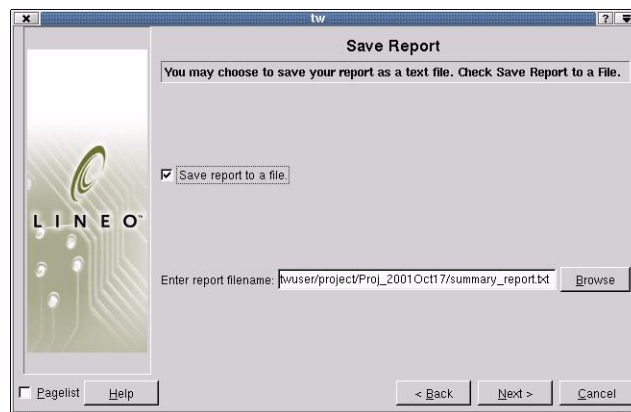 tw
Save Report
You may choose to save your report as a text file. Check Save Report to a File.
Save report to a file.
LINEO™
Enter report filename: twuser/project/Proj_2001Oct17/summary_report.txt Browse
Pagelist Help < Back Next > Cancel